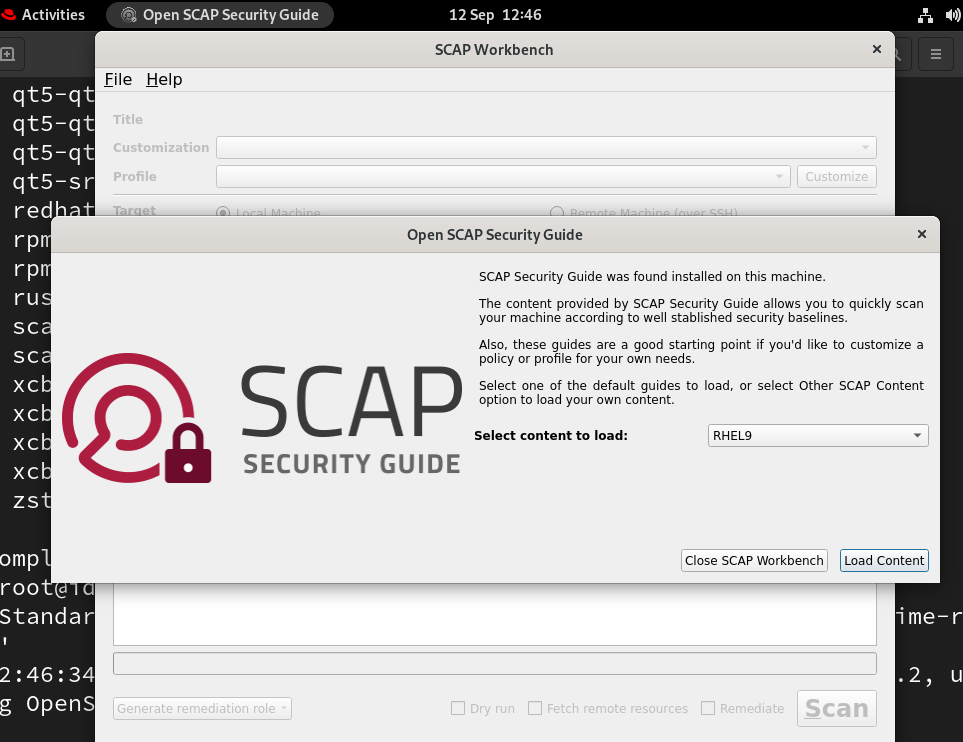 Activities
Open SCAP Security Guide
12 Sep 12:46
SCAP Workbench
File Help
Title
Customization
Profile
Customize
Target
Local Machine
Remote Machine (over SSH)
Open SCAP Security Guide
SCAP Security Guide was found installed on this machine.
The content provided by SCAP Security Guide allows you to quickly scan
your machine according to well stablished security baselines.
Also, these guides are a good starting point if you'd like to customize a
policy or profile for your own needs.
Select one of the default guides to load, or select Other SCAP Content
option to load your own content.
Select content to load:
RHEL9
SCAP
SECURITY GUIDE
Close SCAP Workbench
Load Content
Generate remediation role
Dry run
Fetch remote resources
Remediate
Scan
qt5-qt
qt5-qt
qt5-qt
qt5-sr
redhat
rpm
rpm
rus
sca
sca
xcb
xcb
xcb
xcb
zst
ompl
root@
Standar
ime-r
'
2:46:34
.2, u
g OpenS